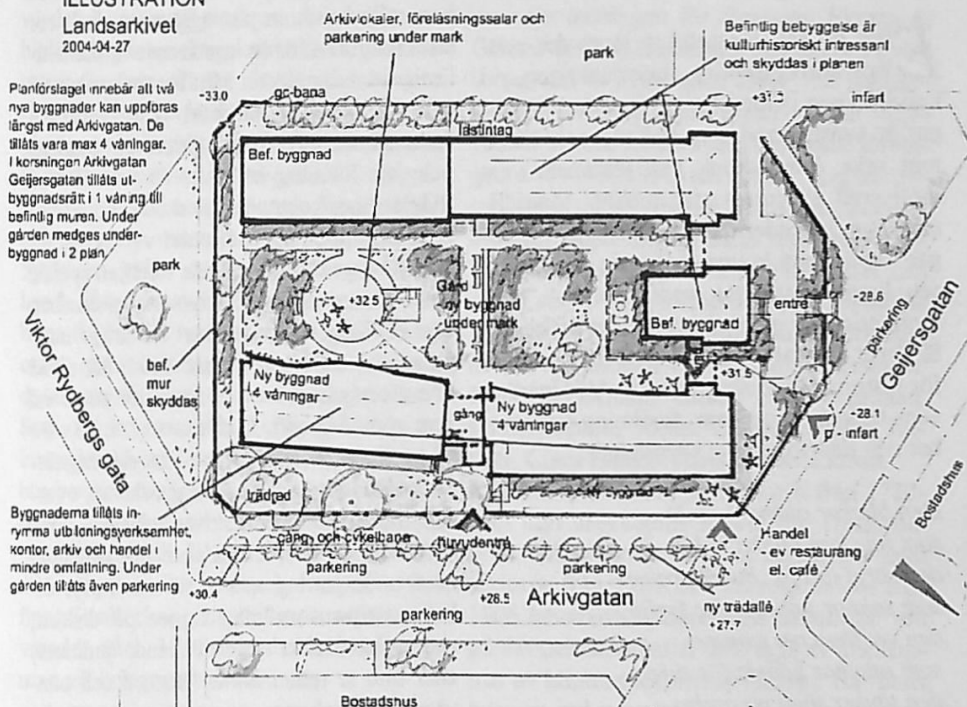 ILLUSTRATION
Landsarkivet
2004-04-27
Planförslaget innebär att två
nya byggnader kan uppföras
längst med Arkivgatan. De
tillåts vara max 4 våningar.
I korsningen Arkivgatan
Geijersgatan tillåts ut-
byggnadsrätt i 1 våning till
befintlig muren. Under
gården medges under-
byggnad i 2 plan
Arkivlokaler, föreläsningssalar och
parkering under mark
park
Befintlig bebyggelse är
kulturhistoriskt intressant
och skyddas i planen
gc-bana
lastintag
infart
Bef. byggnad
park
+32.5
Gård
ny byggnad
under mark
Bef. byggnad
entré
-28.6
parkering
Geijersgatan
Viktor Rydbergs gata
bef.
mur
skyddas
+31.5
Ny byggnad
4 våningar
gång
Ny byggnad
4 våningar
+28.1
infart
Bostadshus
Byggnaderna tillåts in-
rymma utbildningsverksamhet,
kontor, arkiv och handel i
mindre omfattning. Under
gården tillåts även parkering
trädrad
Ny byggnad
gång- och cykelbana
huvudentré
Handel
- ev restaurang
el. café
parkering
parkering
+30.4
+28.5
Arkivgatan
ny trädallé
+27.7
parkering
Bostadshus